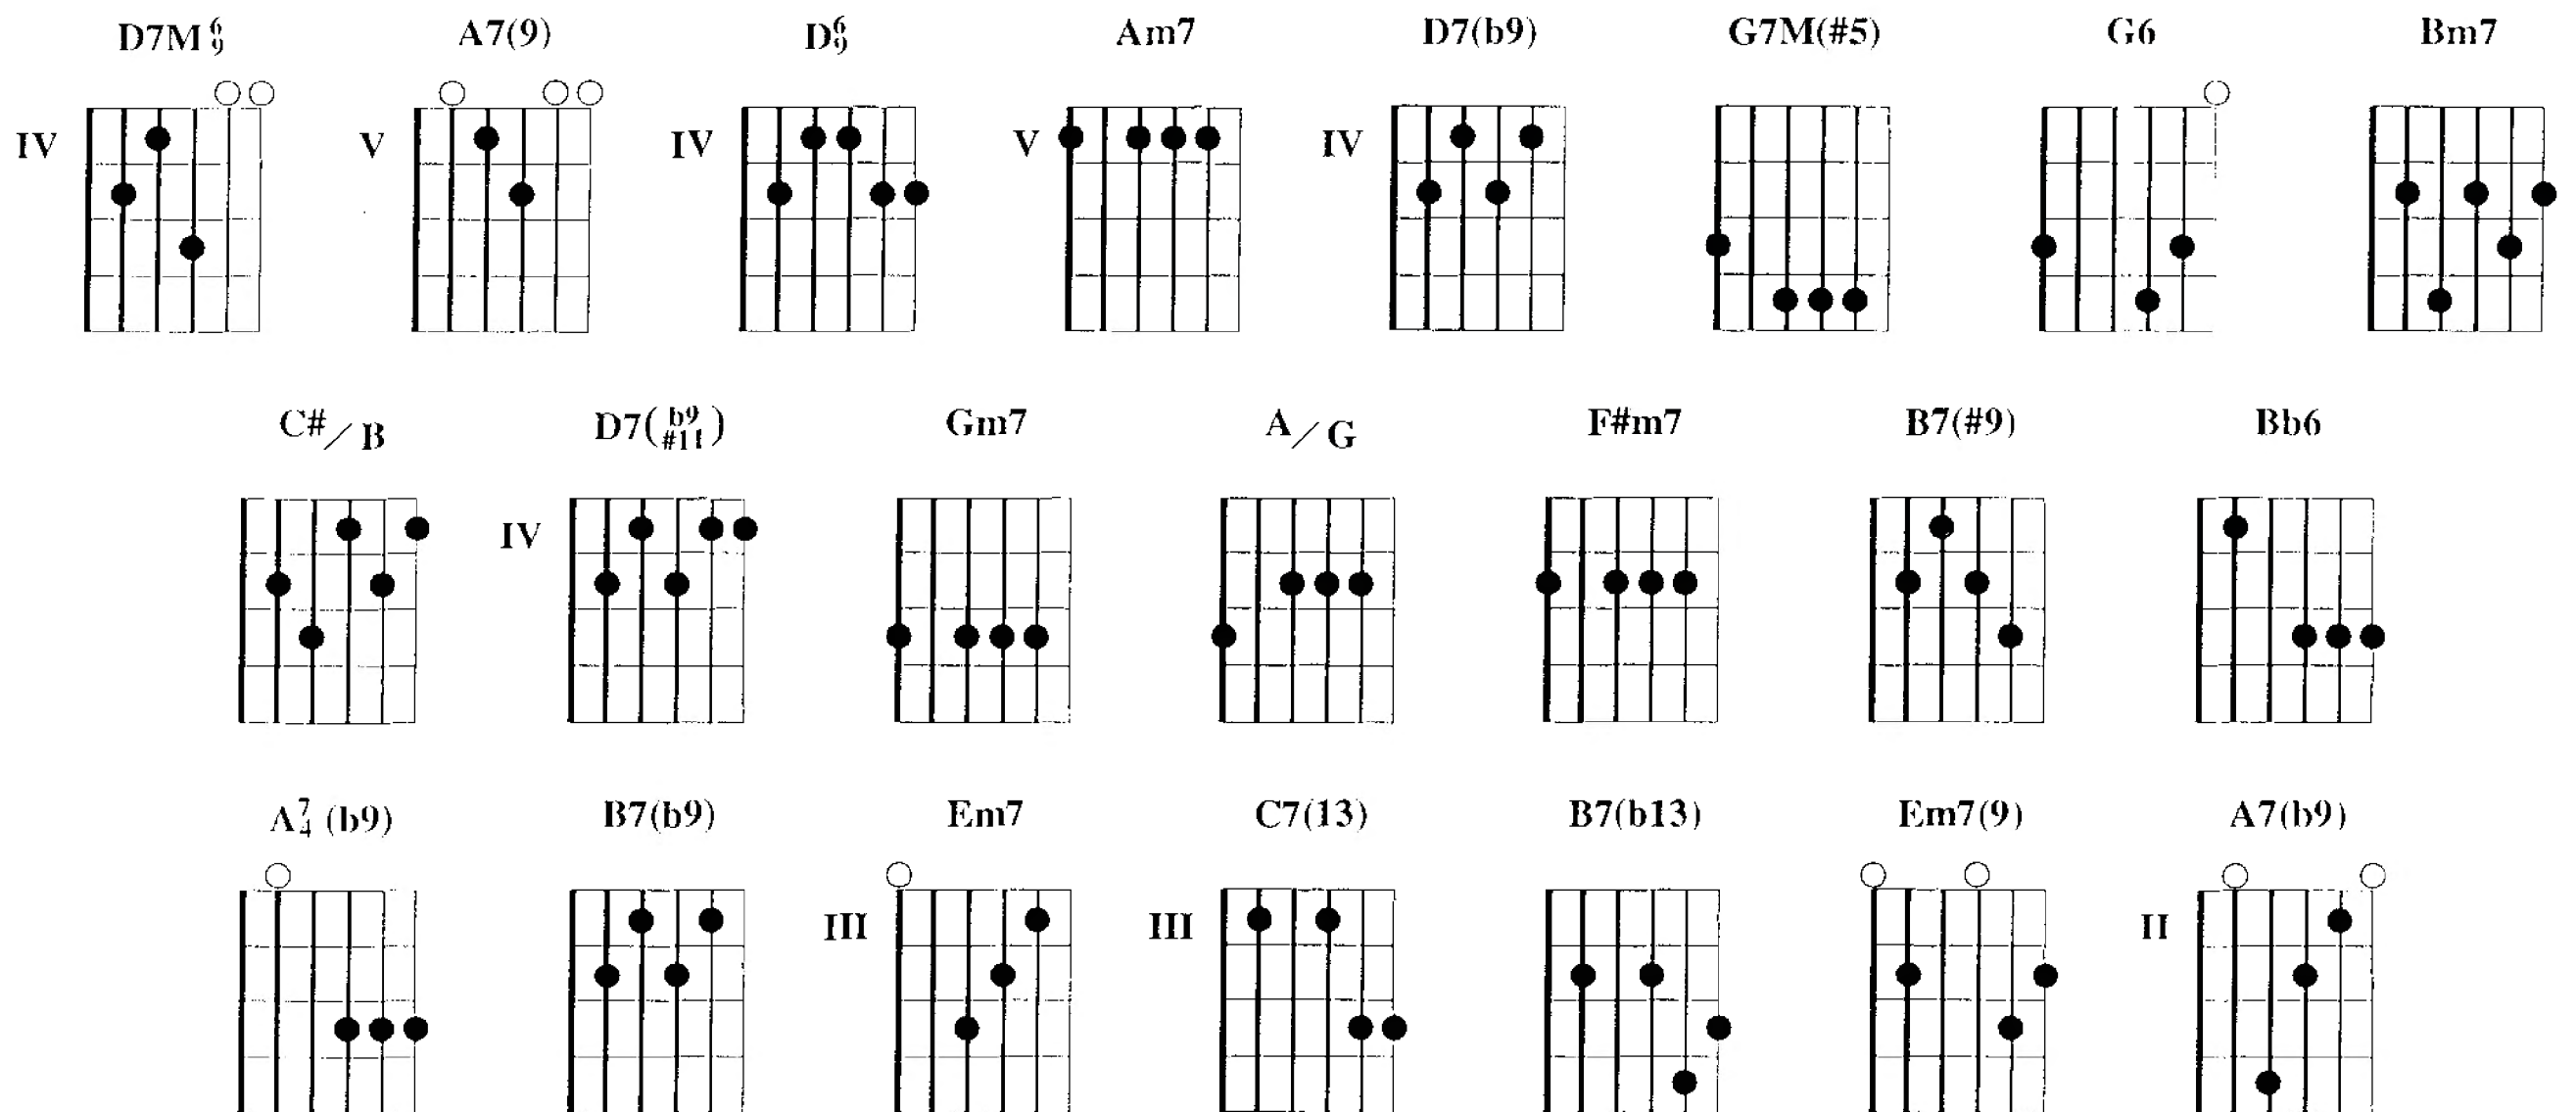 D7M 6/9 A7(9) D6/9 Am7 D7(b9) G7M(#5) G6 Bm7
IV V IV V IV
C#/B D7(b9/#11) Gm7 A/G F#m7 B7(#9) Bb6
IV
A7/4 (b9) B7(b9) Em7 C7(13) B7(b13) Em7(9) A7(b9)
III III II